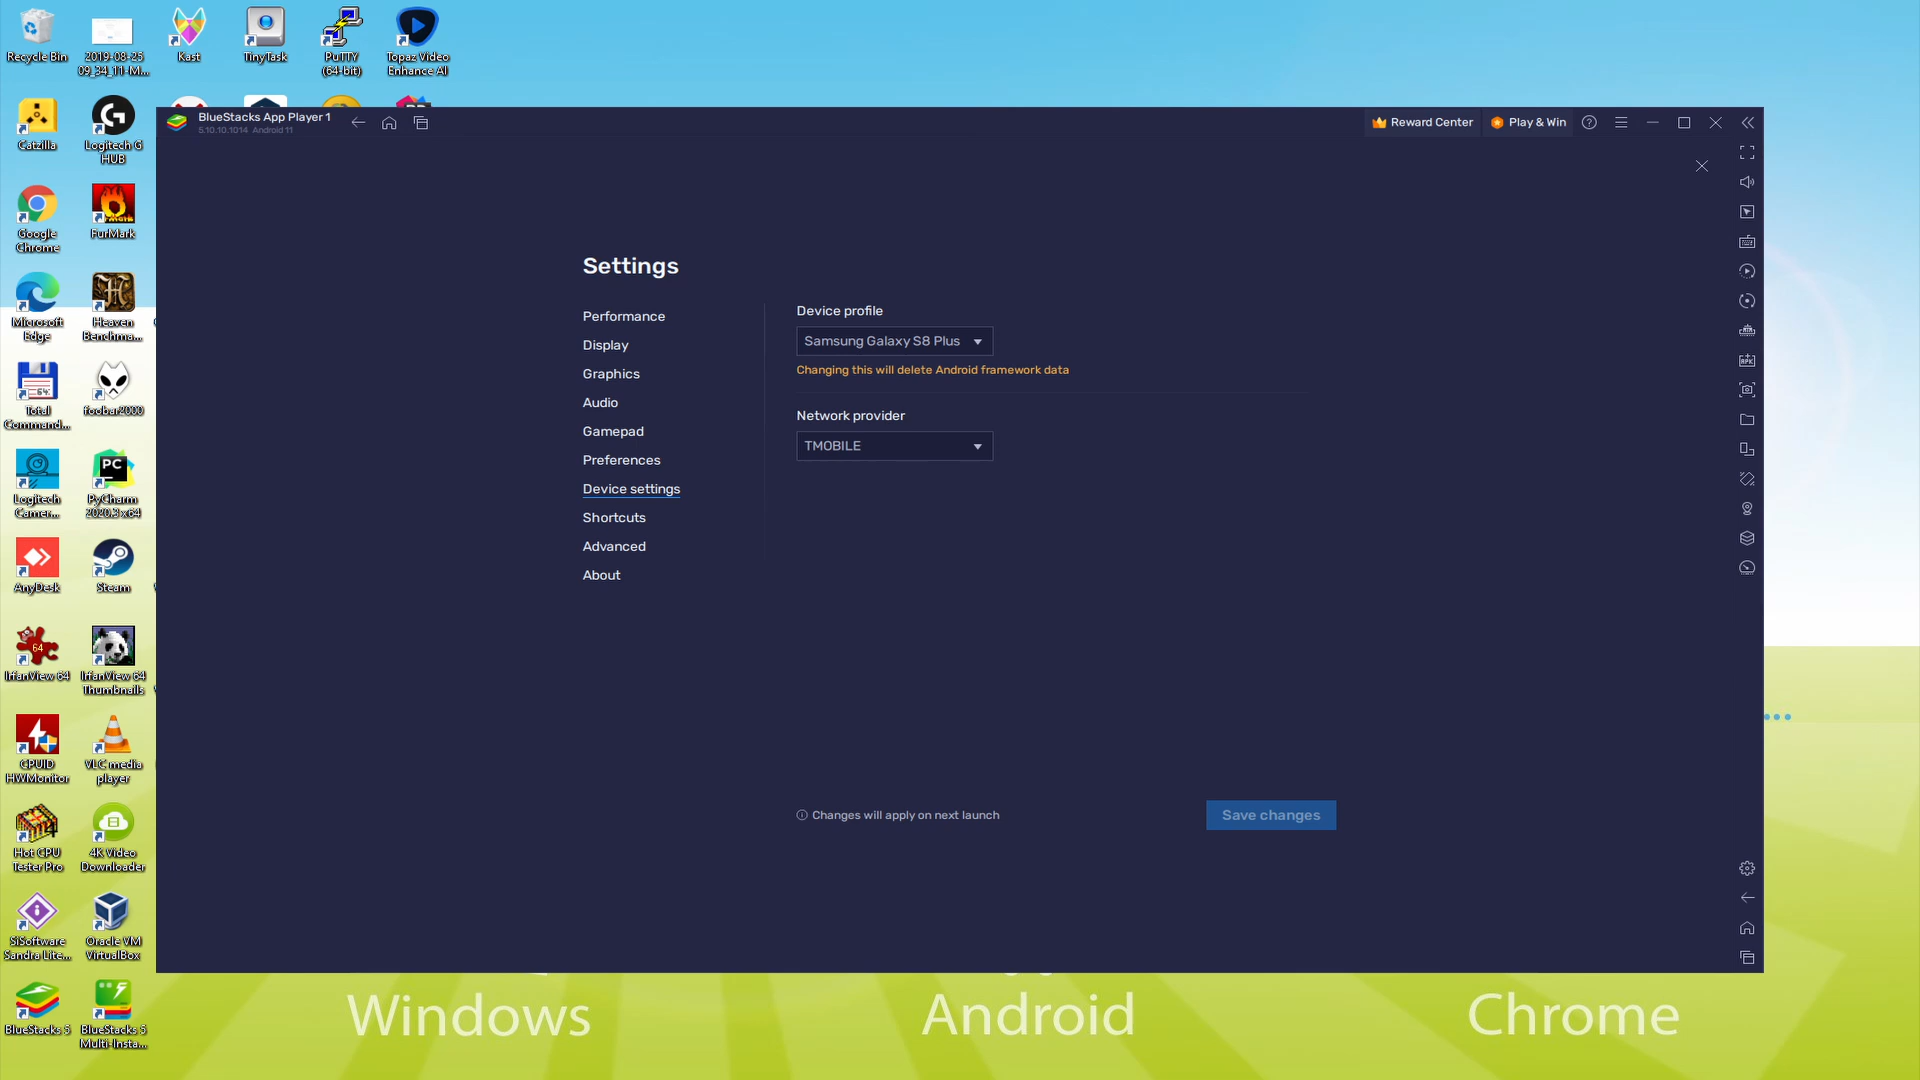 Recycle Bin
2019-08-25
09_34_11-M...
Kast
TinyTask
PuTTY
(64-bit)
Topaz Video
Enhance AI
Catzilla
Logitech G
HUB
Google
Chrome
FurMark
Microsoft
Edge
Heaven
Benchma...
64
Total
Command...
foobar2000
Logitech
Camer...
PC
PyCharm
2020.3 x64
AnyDesk
Steam
64
IrfanView 64
IrfanView 64
Thumbnails
CPUID
HWMonitor
VLC media
player
4
Hot CPU
Tester Pro
4K Video
Downloader
SiSoftware
Sandra Lite...
Oracle VM
VirtualBox
BlueStacks 5
BlueStacks 5
Multi-Insta...
BlueStacks App Player 1
5.10.10.1014 Android 11
Reward Center
Play & Win
Settings
Performance
Display
Graphics
Audio
Gamepad
Preferences
Device settings
Shortcuts
Advanced
About
Device profile
Samsung Galaxy S8 Plus
Changing this will delete Android framework data
Network provider
TMOBILE
Changes will apply on next launch
Save changes
Windows
Android
Chrome